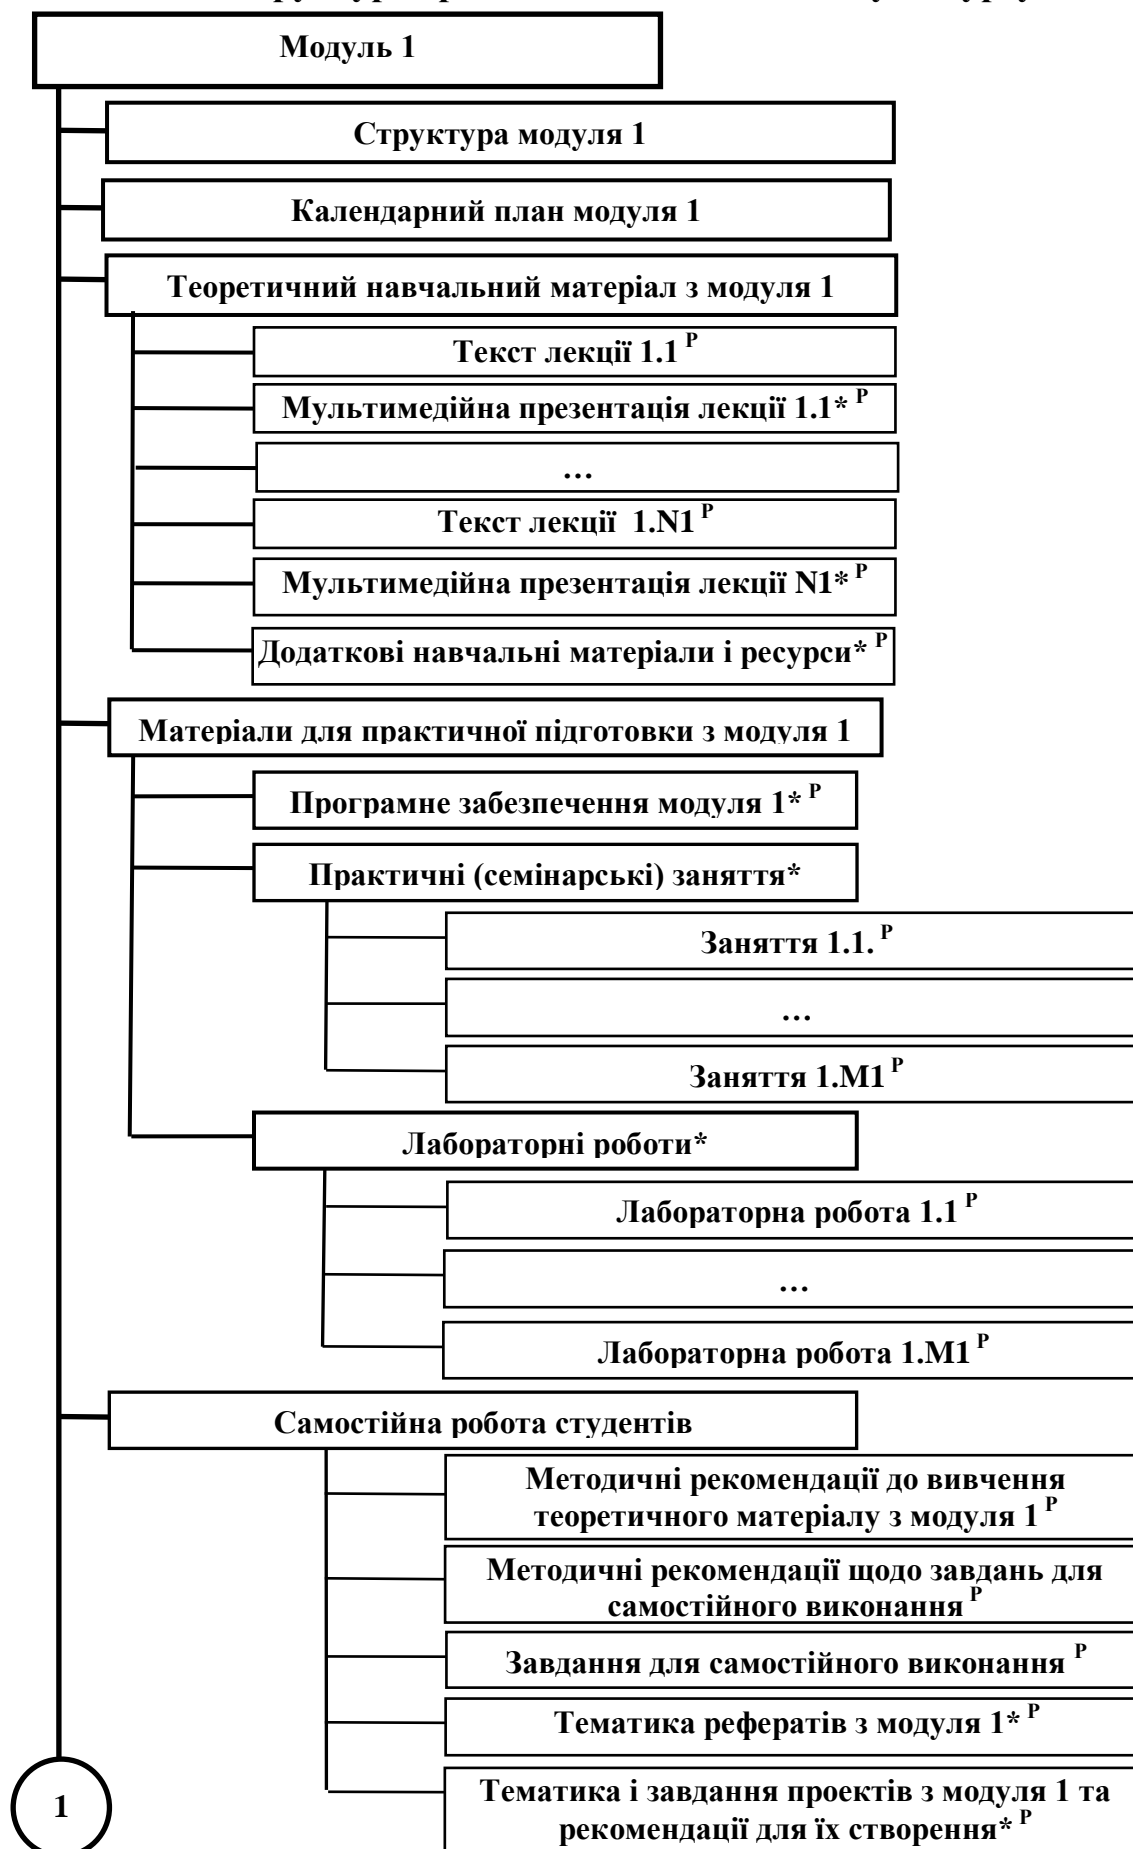 Модуль 1
Структура модуля 1
Календарний план модуля 1
Теоретичний навчальний матеріал з модуля 1
Текст лекції 1.1 Р
Мультимедійна презентація лекції 1.1* Р
…
Текст лекції 1.N1 Р
Мультимедійна презентація лекції N1* Р
Додаткові навчальні матеріали і ресурси* Р
Матеріали для практичної підготовки з модуля 1
Програмне забезпечення модуля 1* Р
Практичні (семінарські) заняття*
Заняття 1.1. Р
…
Заняття 1.М1 Р
Лабораторні роботи*
Лабораторна робота 1.1 Р
…
Лабораторна робота 1.М1 Р
Самостійна робота студентів
Методичні рекомендації до вивчення
теоретичного матеріалу з модуля 1 Р
Методичні рекомендації щодо завдань для
самостійного виконання Р
Завдання для самостійного виконання Р
Тематика рефератів з модуля 1* Р
Тематика і завдання проектів з модуля 1 та
рекомендації для їх створення* Р
1